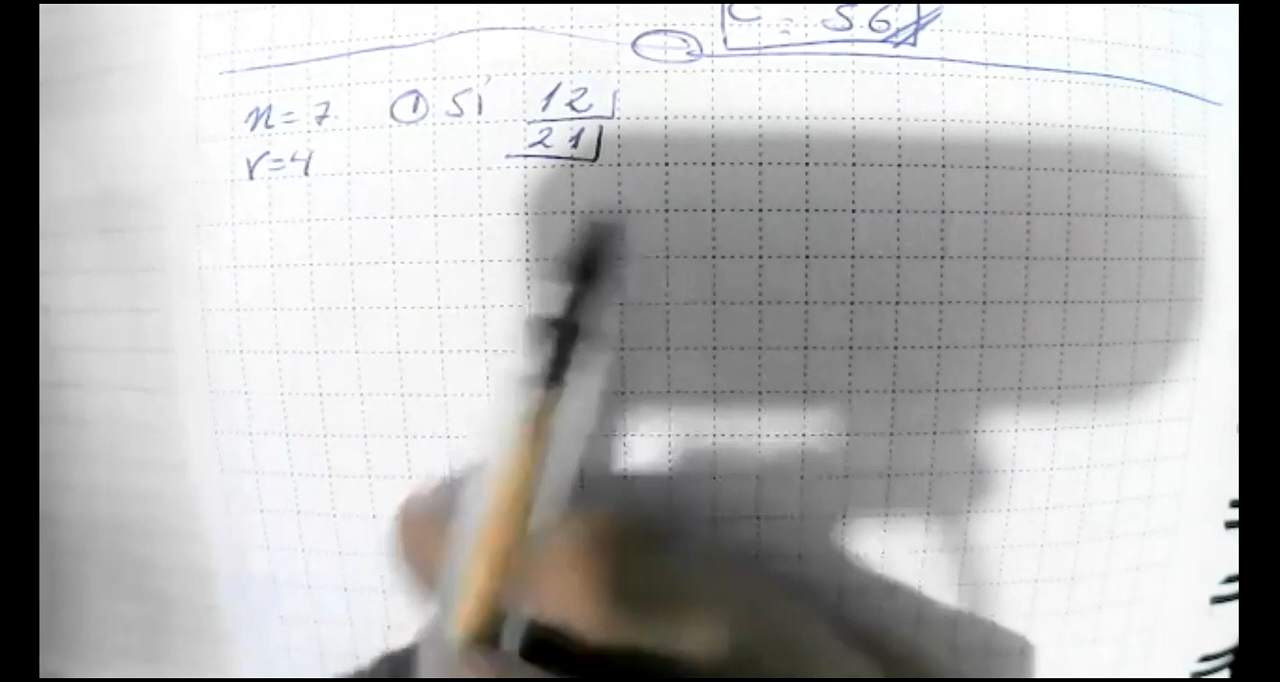 C = 56
n=7 ① Si 12
r=4 21